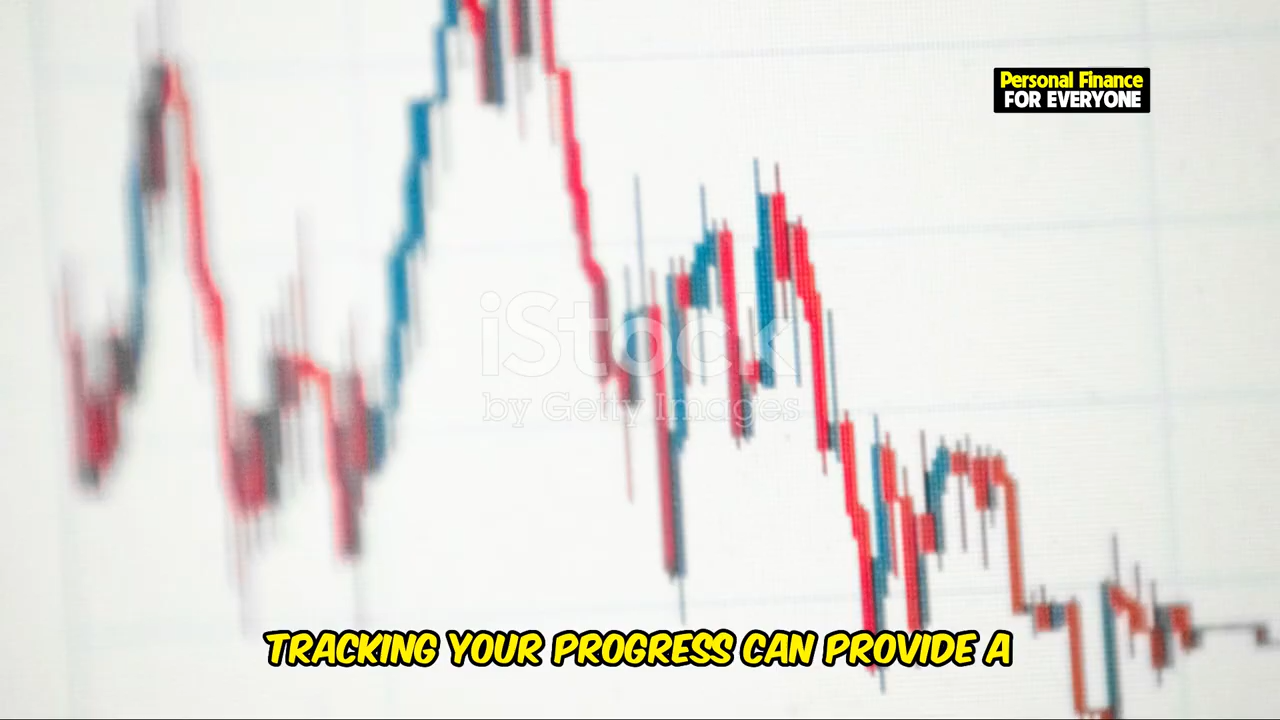 Personal Finance
FOR EVERYONE
iStock
by Getty Images
TRACKING YOUR PROGRESS CAN PROVIDE A